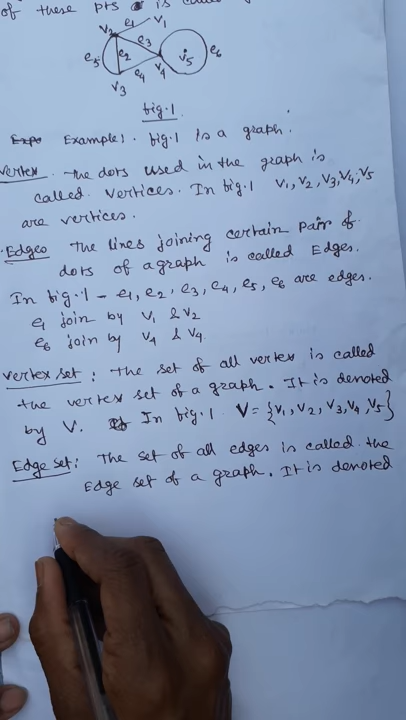 of these pts is called
e₁ v₁
v₂
e₃
e₅ e₂ v₅ e₆
e₄ v₄
v₃
fig.1
Example: fig.1 is a graph.
Vertex The dots used in the graph is
called Vertices. In fig.1 v₁, v₂, v₃, v₄, v₅
are vertices.
Edges The lines joining certain pair of
dots of a graph is called Edges.
In fig.1 - e₁, e₂, e₃, e₄, e₅, e₆ are edges.
e₁ join by v₁ & v₂
e₆ join by v₄ & v₄
Vertex set: The set of all vertex is called
the vertex set of a graph. It is denoted
by V. In fig.1 V = {v₁, v₂, v₃, v₄, v₅}
Edge set: The set of all edges is called the
Edge set of a graph. It is denoted